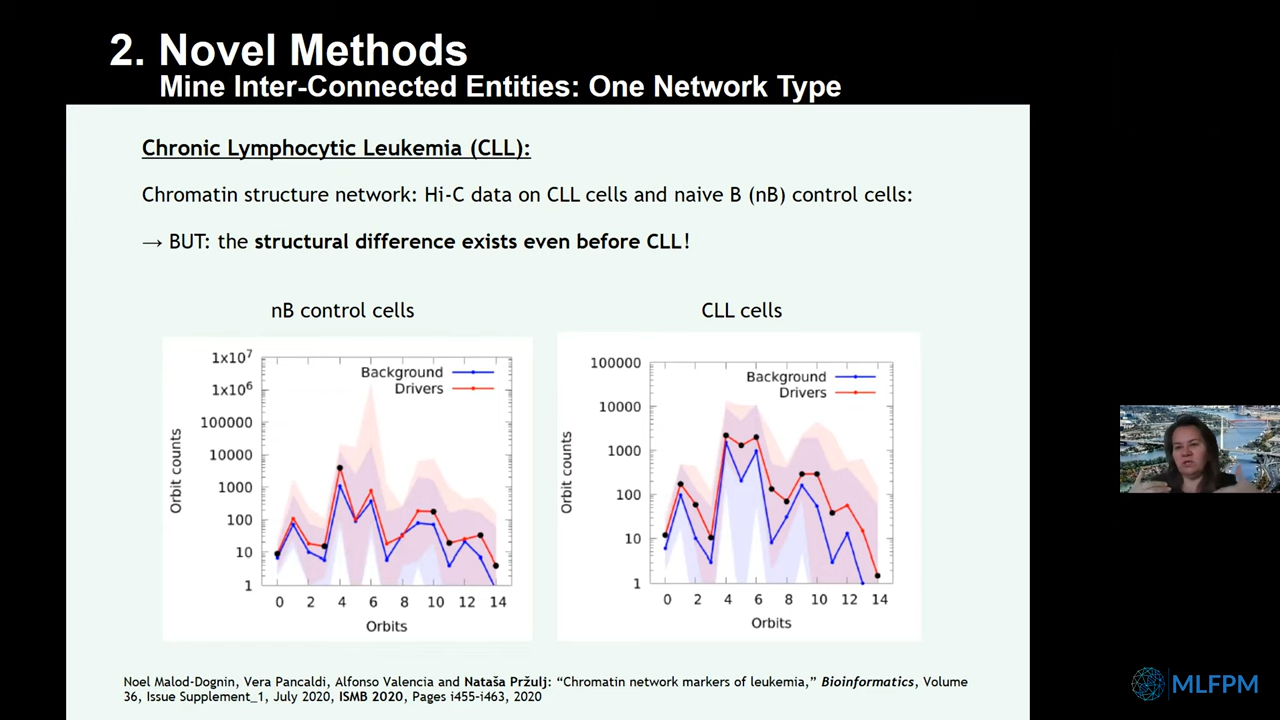 2. Novel Methods
Mine Inter-Connected Entities: One Network Type
Chronic Lymphocytic Leukemia (CLL):
Chromatin structure network: Hi-C data on CLL cells and naive B (nB) control cells:
→ BUT: the structural difference exists even before CLL!
nB control cells
1x10⁷
1x10⁶
100000
10000
1000
100
10
1
Orbit counts
Background
Drivers
0 2 4 6 8 10 12 14
Orbits
CLL cells
100000
10000
1000
100
10
1
Orbit counts
Background
Drivers
0 2 4 6 8 10 12 14
Orbits
Noel Malod-Dognin, Vera Pancaldi, Alfonso Valencia and Nataša Pržulj: “Chromatin network markers of leukemia,” Bioinformatics, Volume
36, Issue Supplement_1, July 2020, ISMB 2020, Pages i455–i463, 2020
MLFPM